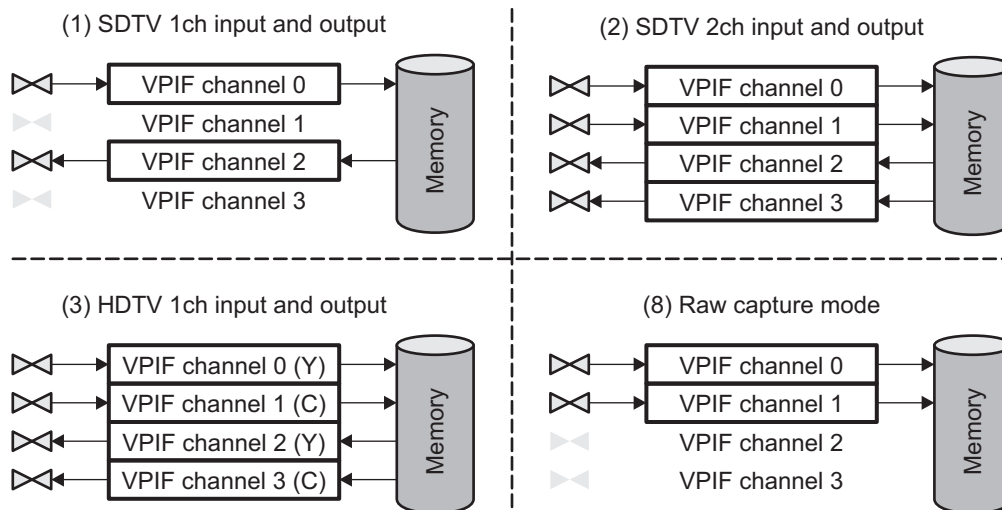 (1) SDTV 1ch input and output
VPIF channel 0
VPIF channel 1
VPIF channel 2
VPIF channel 3
Memory
(2) SDTV 2ch input and output
VPIF channel 0
VPIF channel 1
VPIF channel 2
VPIF channel 3
Memory
(3) HDTV 1ch input and output
VPIF channel 0 (Y)
VPIF channel 1 (C)
VPIF channel 2 (Y)
VPIF channel 3 (C)
Memory
(8) Raw capture mode
VPIF channel 0
VPIF channel 1
VPIF channel 2
VPIF channel 3
Memory